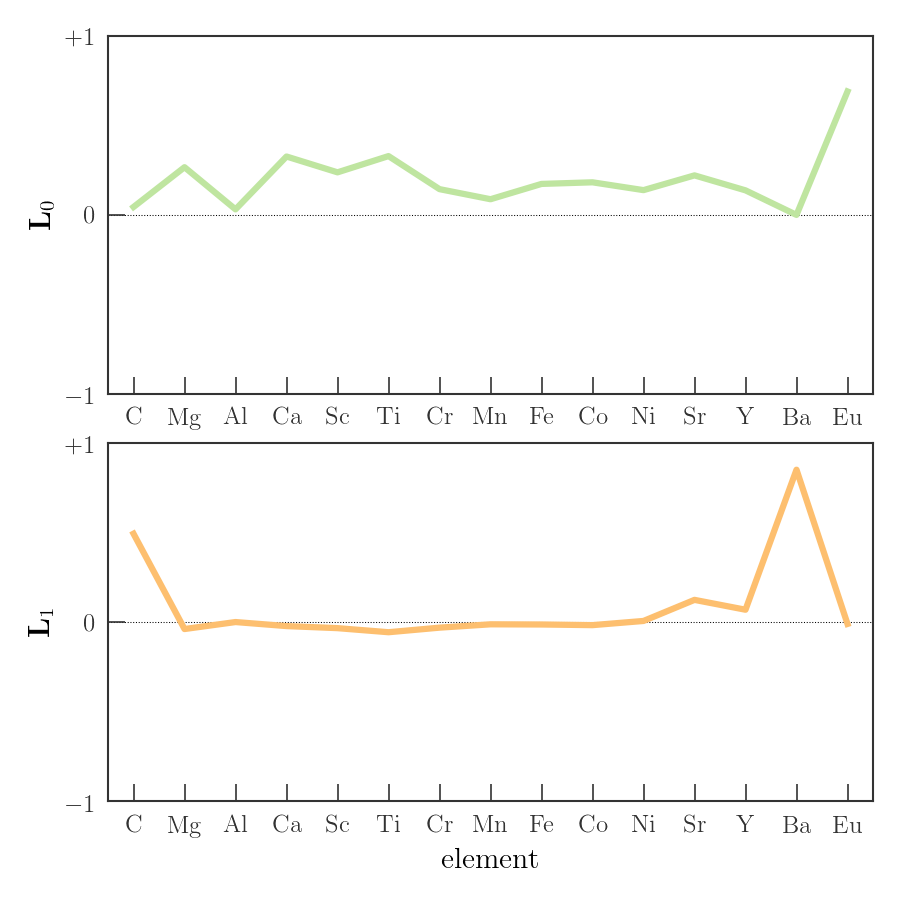 +1
L₀
0
−1
C Mg Al Ca Sc Ti Cr Mn Fe Co Ni Sr Y Ba Eu
+1
L₁
0
−1
C Mg Al Ca Sc Ti Cr Mn Fe Co Ni Sr Y Ba Eu
element